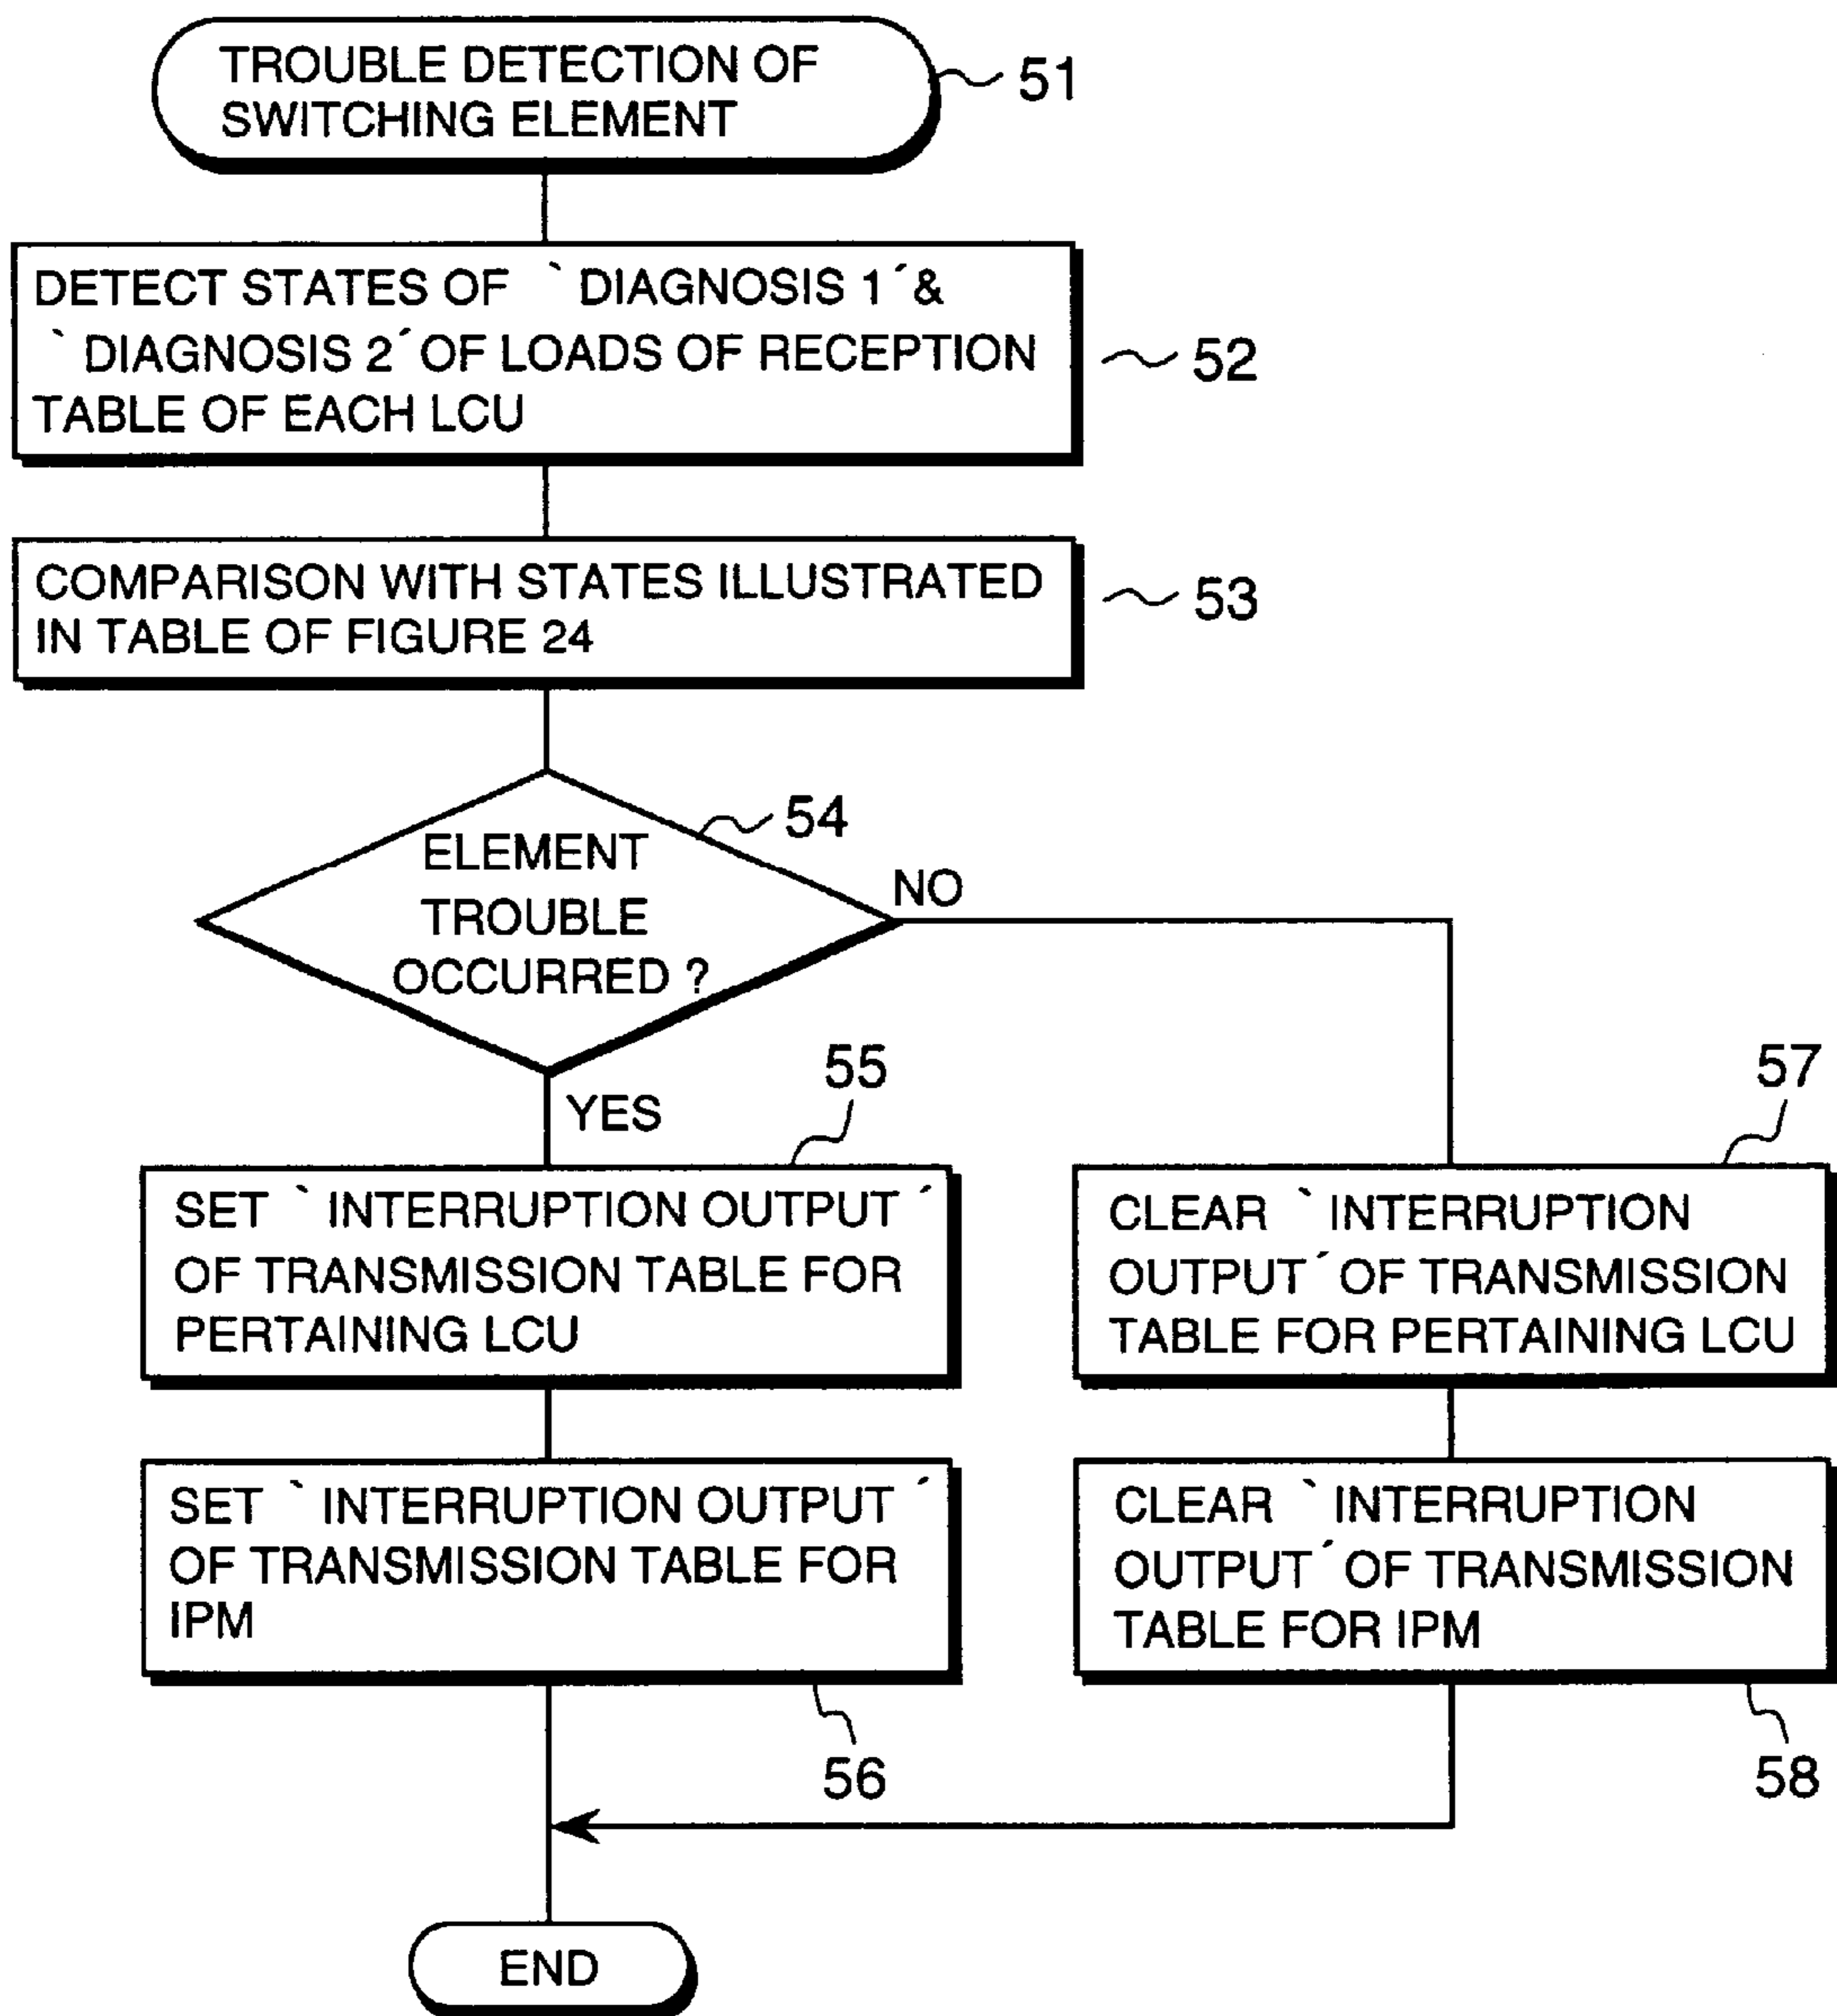 TROUBLE DETECTION OF
SWITCHING ELEMENT
51
DETECT STATES OF `DIAGNOSIS 1´&
`DIAGNOSIS 2´ OF LOADS OF RECEPTION
TABLE OF EACH LCU
52
COMPARISON WITH STATES ILLUSTRATED
IN TABLE OF FIGURE 24
53
54
ELEMENT
TROUBLE
OCCURRED ?
NO
YES
55
SET `INTERRUPTION OUTPUT´
OF TRANSMISSION TABLE FOR
PERTAINING LCU
SET `INTERRUPTION OUTPUT´
OF TRANSMISSION TABLE FOR
IPM
56
57
CLEAR `INTERRUPTION
OUTPUT´ OF TRANSMISSION
TABLE FOR PERTAINING LCU
CLEAR `INTERRUPTION
OUTPUT´ OF TRANSMISSION
TABLE FOR IPM
58
END